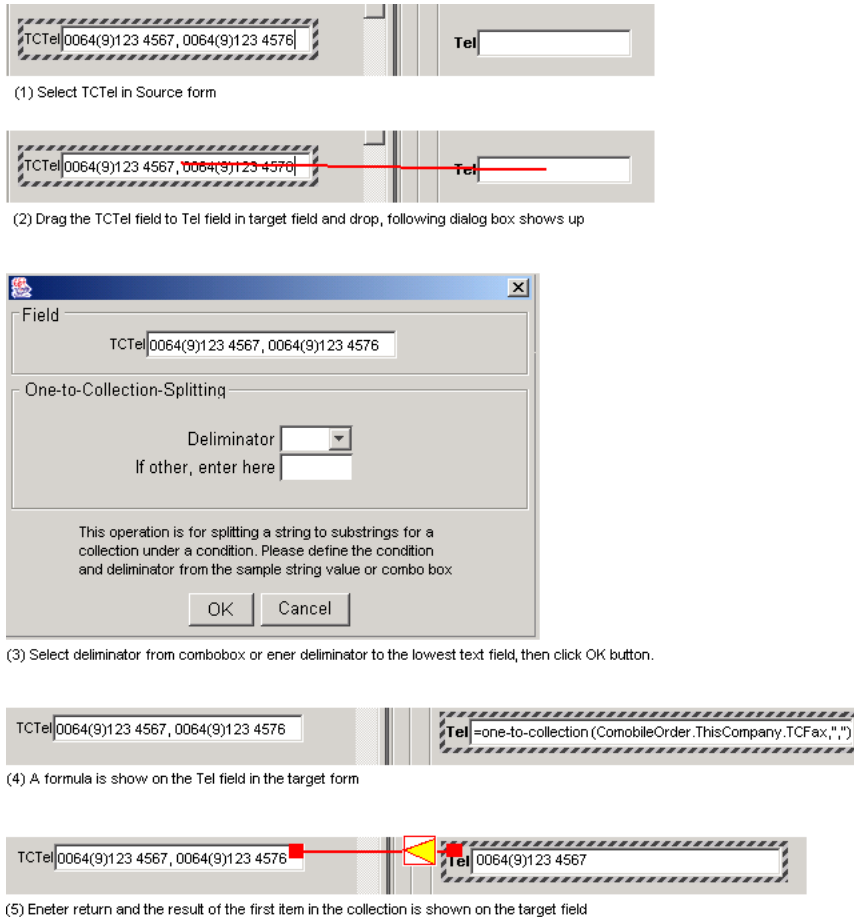 TCTel 0064(9)123 4567, 0064(9)123 4576 Tel
(1) Select TCTel in Source form
TCTel 0064(9)123 4567, 0064(9)123 4576 Tel
(2) Drag the TCTel field to Tel field in target field and drop, following dialog box shows up
Field
TCTel 0064(9)123 4567, 0064(9)123 4576
One-to-Collection-Splitting
Deliminator
If other, enter here
This operation is for splitting a string to substrings for a
collection under a condition. Please define the condition
and deliminator from the sample string value or combo box
OK Cancel
(3) Select deliminator from combobox or ener deliminator to the lowest text field, then click OK button.
TCTel 0064(9)123 4567, 0064(9)123 4576 Tel =one-to-collection (ComobileOrder.ThisCompany.TCFax,",")
(4) A formula is show on the Tel field in the target form
TCTel 0064(9)123 4567, 0064(9)123 4576 Tel 0064(9)123 4567
(5) Eneter return and the result of the first item in the collection is shown on the target field